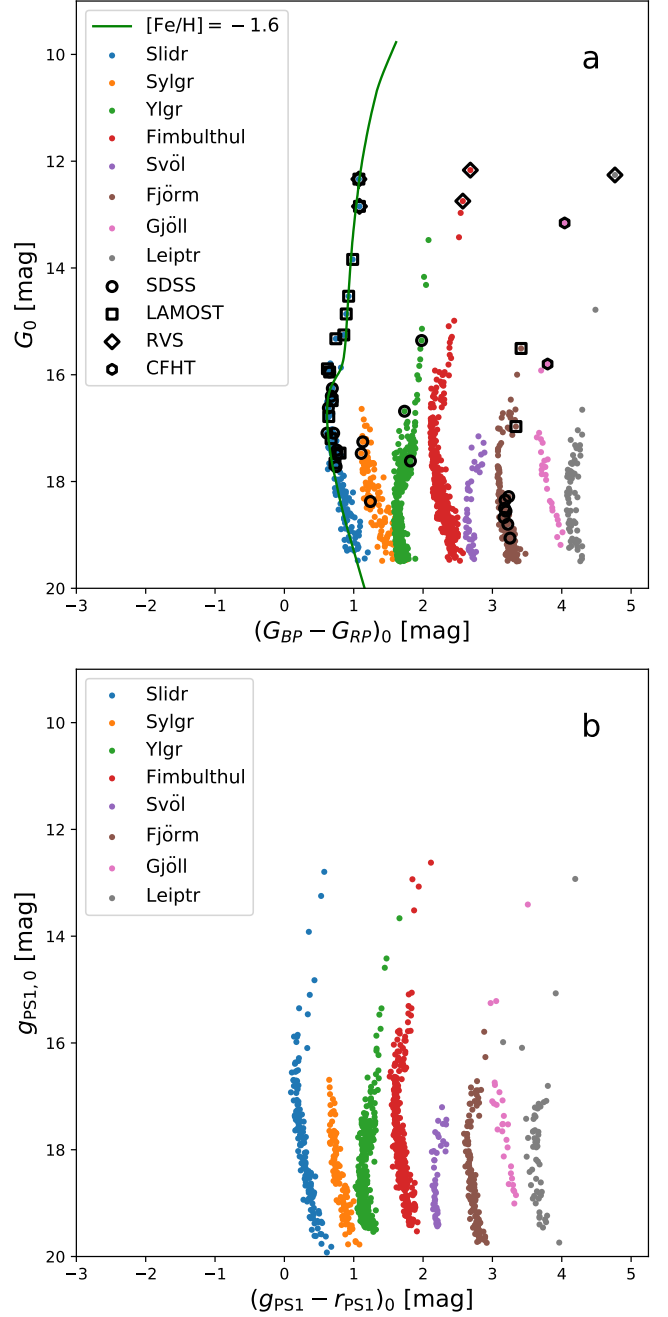 a
[Fe/H] = − 1.6
Slidr
Sylgr
Ylgr
Fimbulthul
Svöl
Fjörm
Gjöll
Leiptr
SDSS
LAMOST
RVS
CFHT
10
12
14
16
18
20
G0 [mag]
−3 −2 −1 0 1 2 3 4 5
(GBP − GRP)0 [mag]
b
Slidr
Sylgr
Ylgr
Fimbulthul
Svöl
Fjörm
Gjöll
Leiptr
10
12
14
16
18
20
gPS1, 0 [mag]
−3 −2 −1 0 1 2 3 4 5
(gPS1 − rPS1)0 [mag]